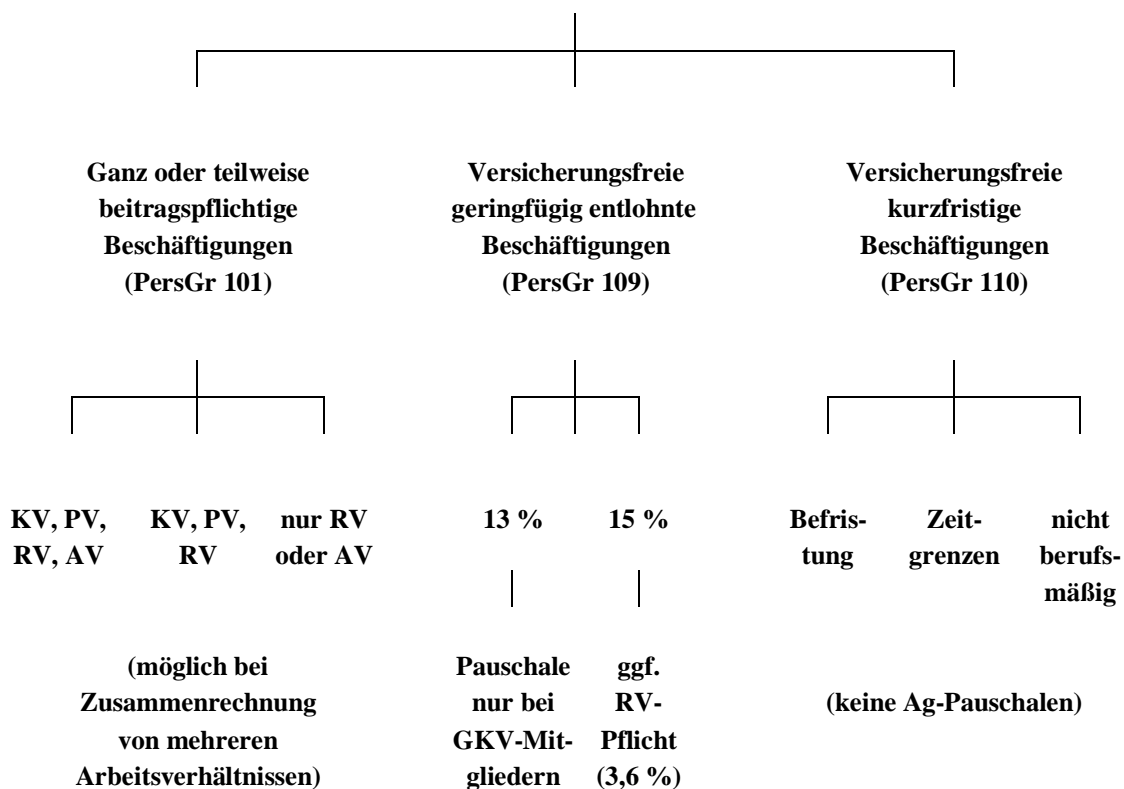 Ganz oder teilweise
beitragspflichtige
Beschäftigungen
(PersGr 101)
Versicherungsfreie
geringfügig entlohnte
Beschäftigungen
(PersGr 109)
Versicherungsfreie
kurzfristige
Beschäftigungen
(PersGr 110)
KV, PV,
RV, AV
KV, PV,
RV
nur RV
oder AV
13 %
15 %
Befris-
tung
Zeit-
grenzen
nicht
berufs-
mäßig
(möglich bei
Zusammenrechnung
von mehreren
Arbeitsverhältnissen)
Pauschale
nur bei
GKV-Mit-
gliedern
ggf.
RV-
Pflicht
(3,6 %)
(keine Ag-Pauschalen)